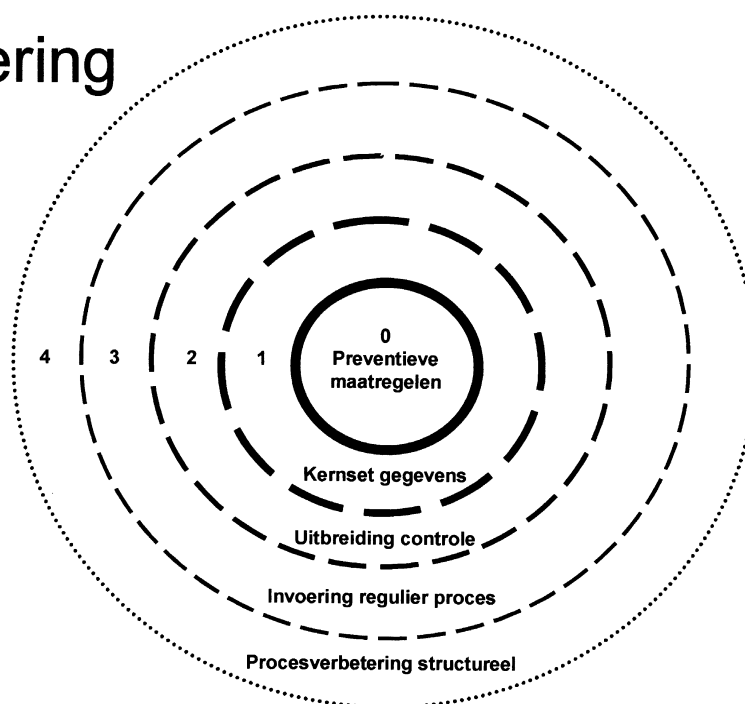 ering
0
Preventieve
maatregelen
4 3 2 1
Kernset gegevens
Uitbreiding controle
Invoering regulier proces
Procesverbetering structureel